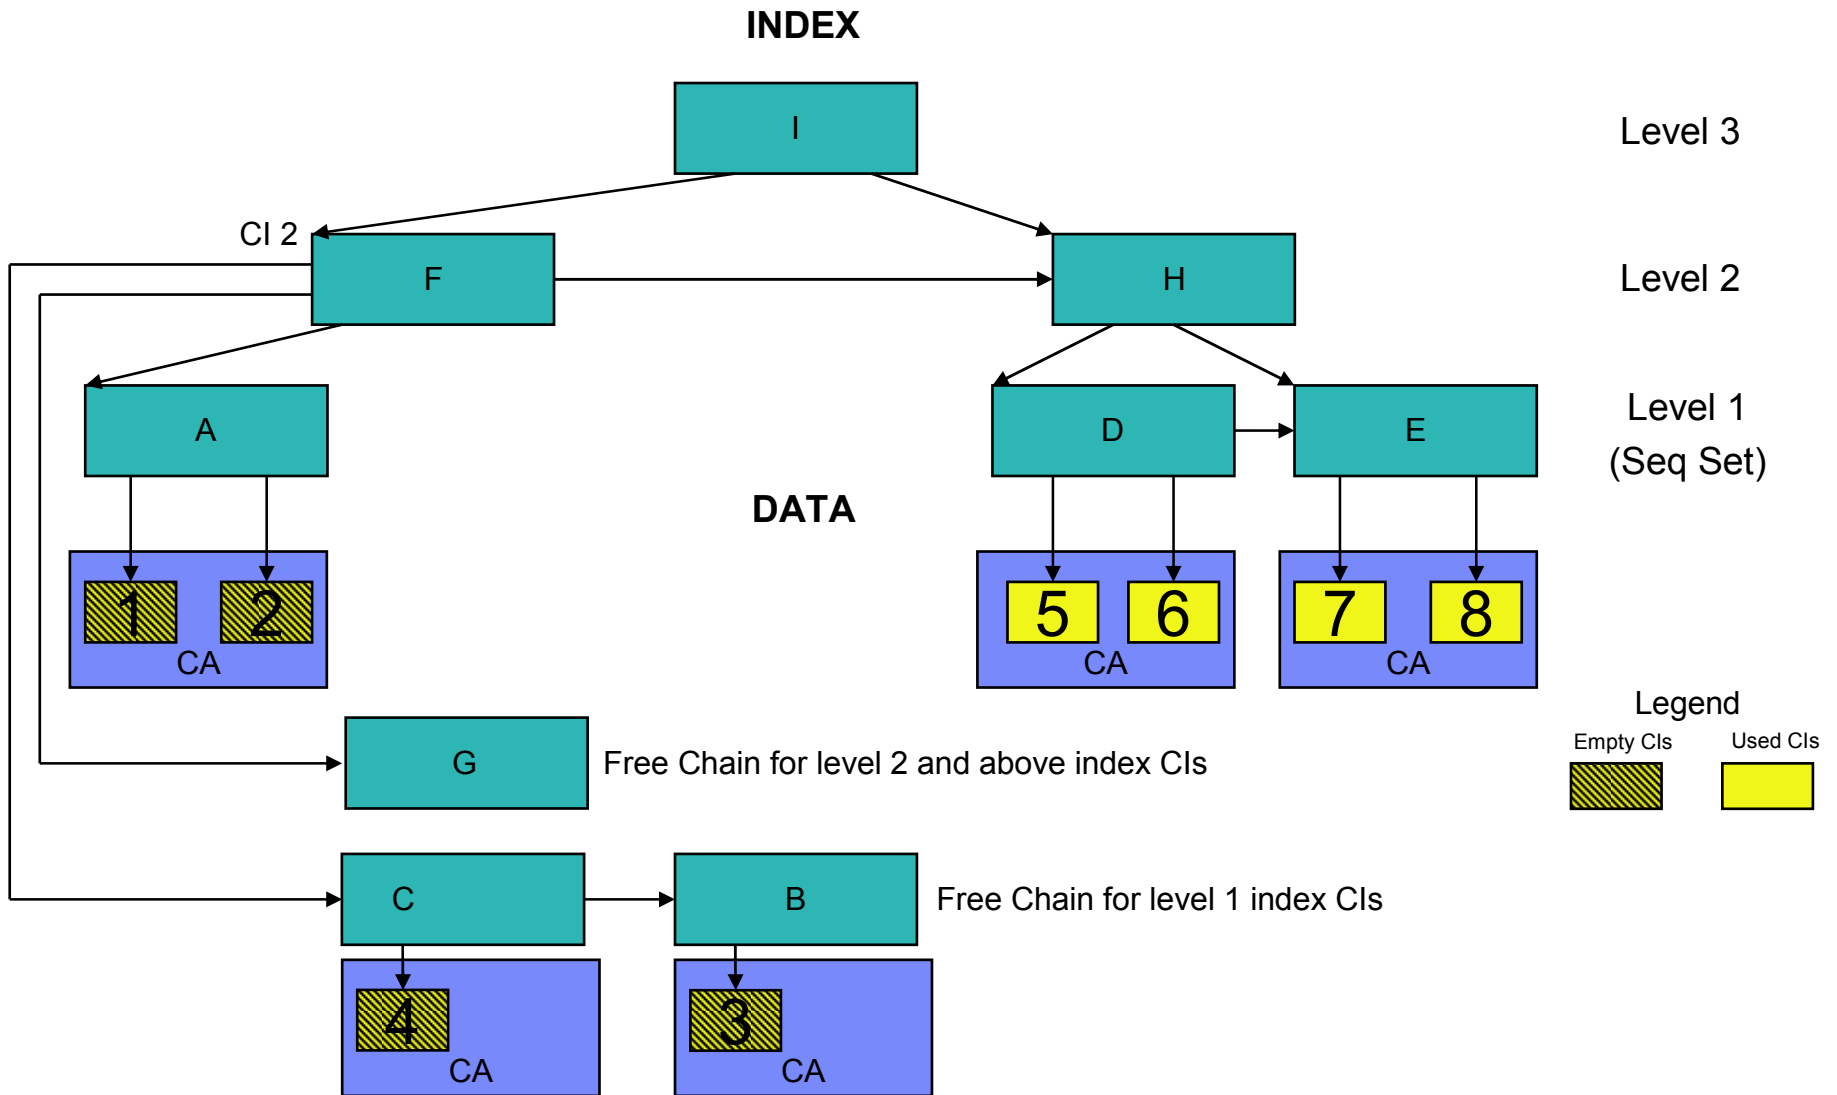 INDEX
I
Level 3
CI 2
F
H
Level 2
A
D
E
Level 1
(Seq Set)
DATA
1
2
5
6
7
8
CA
CA
CA
Legend
Empty CIs
Used CIs
G
Free Chain for level 2 and above index CIs
C
B
Free Chain for level 1 index CIs
4
3
CA
CA